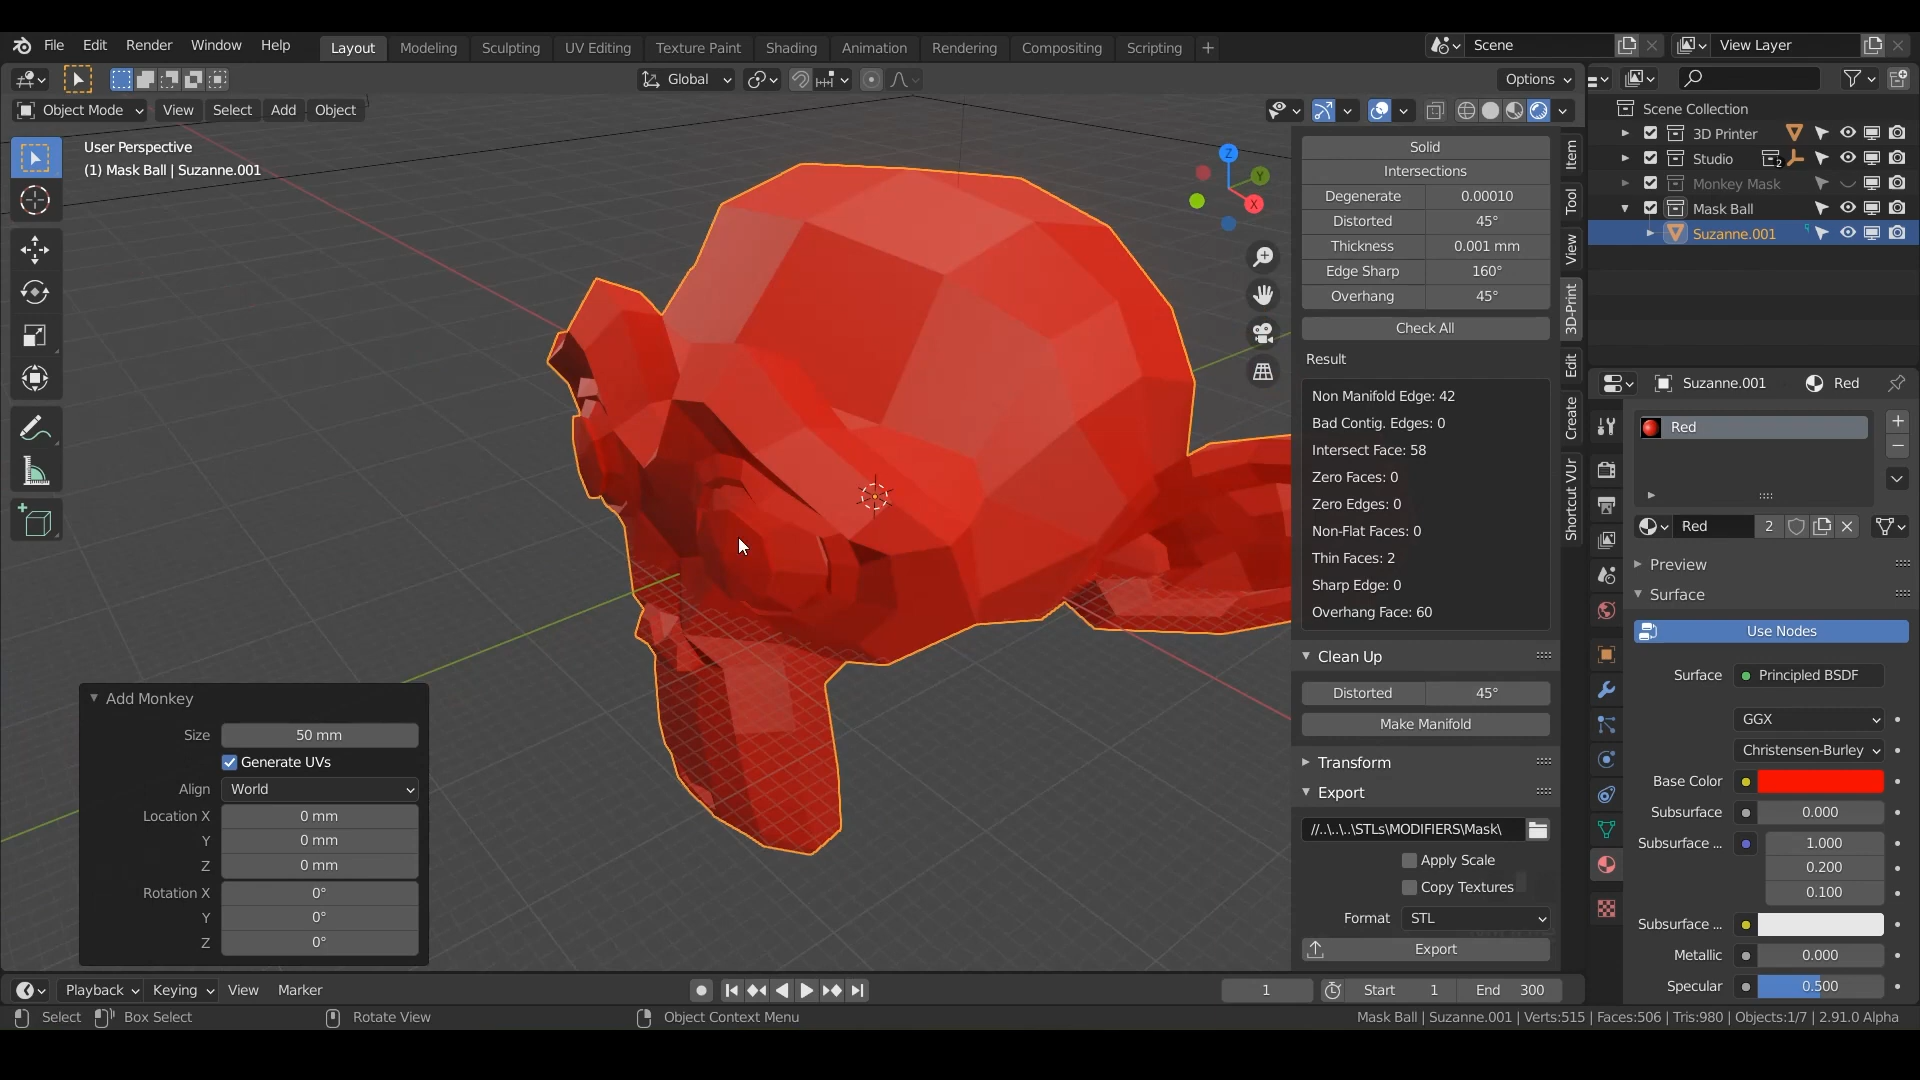 File Edit Render Window Help
Layout Modeling Sculpting UV Editing Texture Paint Shading Animation Rendering Compositing Scripting +
Scene
View Layer
Global
Options
Object Mode View Select Add Object
User Perspective
(1) Mask Ball | Suzanne.001
Z
Y
X
Solid
Intersections
Degenerate 0.00010
Distorted 45°
Thickness 0.001 mm
Edge Sharp 160°
Overhang 45°
Check All
Result
Non Manifold Edge: 42
Bad Contig. Edges: 0
Intersect Face: 58
Zero Faces: 0
Zero Edges: 0
Non-Flat Faces: 0
Thin Faces: 2
Sharp Edge: 0
Overhang Face: 60
Clean Up
Distorted 45°
Make Manifold
Transform
Export
//..\..\..\STLs\MODIFIERS\Mask\
Apply Scale
Copy Textures
Format STL
Export
Item
Tool
View
3D-Print
Edit
Create
Shortcut VUr
Scene Collection
3D Printer
Studio 2
Monkey Mask
Mask Ball
Suzanne.001
Suzanne.001 Red
Red
Red 2
Preview
Surface
Use Nodes
Surface Principled BSDF
GGX
Christensen-Burley
Base Color
Subsurface 0.000
Subsurface ... 1.000
0.200
0.100
Subsurface ...
Metallic 0.000
Specular 0.500
Add Monkey
Size 50 mm
Generate UVs
Align World
Location X 0 mm
Y 0 mm
Z 0 mm
Rotation X 0°
Y 0°
Z 0°
Playback Keying View Marker
1
Start 1
End 300
Select Box Select Rotate View Object Context Menu
Mask Ball | Suzanne.001 | Verts:515 | Faces:506 | Tris:980 | Objects:1/7 | 2.91.0 Alpha